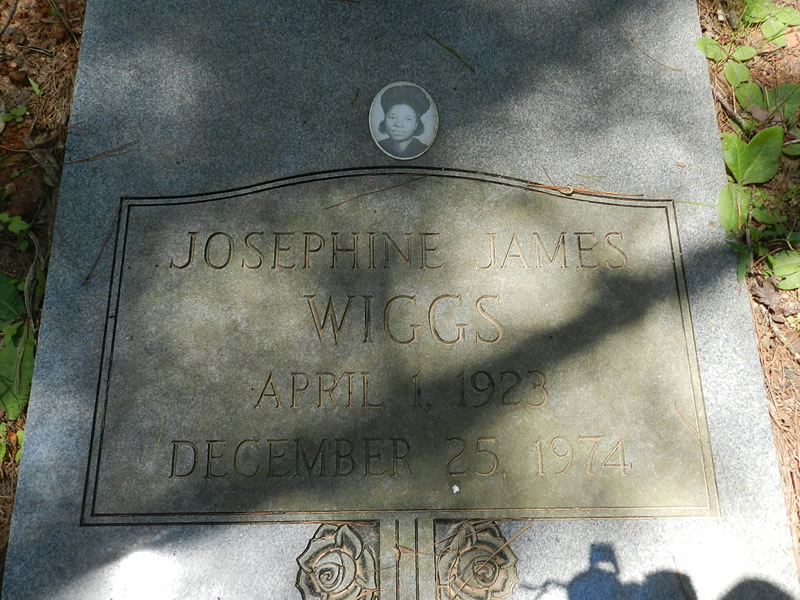 JOSEPHINE JAMES
WIGGS
APRIL 1, 1923
DECEMBER 25, 1974